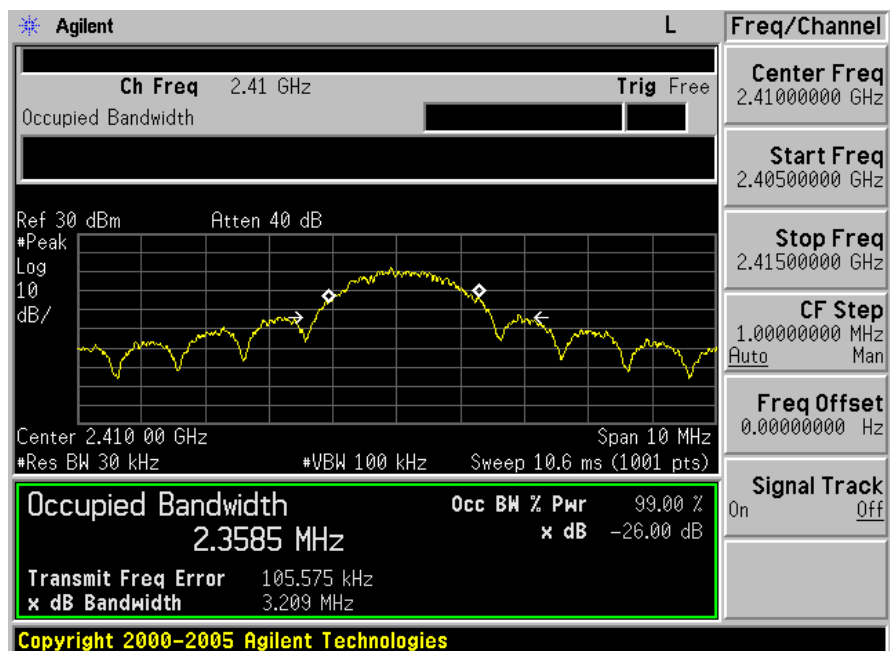 Agilent L Freq/Channel
Ch Freq 2.41 GHz Trig Free
Occupied Bandwidth
Center Freq
2.41000000 GHz
Start Freq
2.40500000 GHz
Stop Freq
2.41500000 GHz
CF Step
1.00000000 MHz
Auto Man
Freq Offset
0.00000000 Hz
Signal Track
On Off
Ref 30 dBm Atten 40 dB
#Peak
Log
10
dB/
Center 2.410 00 GHz Span 10 MHz
#Res BW 30 kHz #VBW 100 kHz Sweep 10.6 ms (1001 pts)
Occupied Bandwidth Occ BW % Pwr 99.00 %
2.3585 MHz x dB -26.00 dB
Transmit Freq Error 105.575 kHz
x dB Bandwidth 3.209 MHz
Copyright 2000-2005 Agilent Technologies